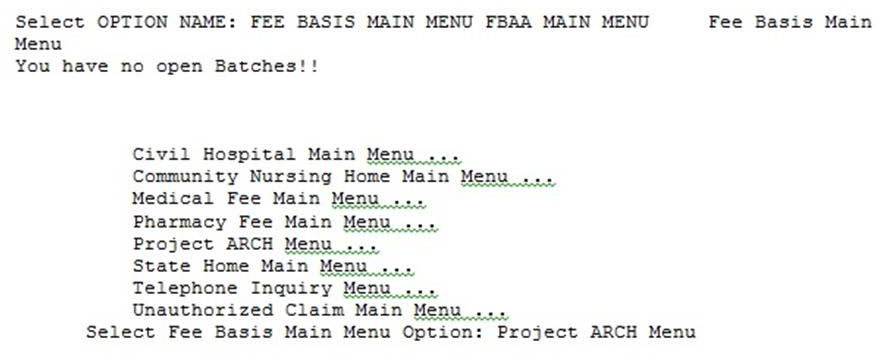 Select OPTION NAME: FEE BASIS MAIN MENU FBAA MAIN MENU     Fee Basis Main
Menu
You have no open Batches!!
Civil Hospital Main Menu ...
Community Nursing Home Main Menu ...
Medical Fee Main Menu ...
Pharmacy Fee Main Menu ...
Project ARCH Menu ...
State Home Main Menu ...
Telephone Inquiry Menu ...
Unauthorized Claim Main Menu ...
Select Fee Basis Main Menu Option: Project ARCH Menu